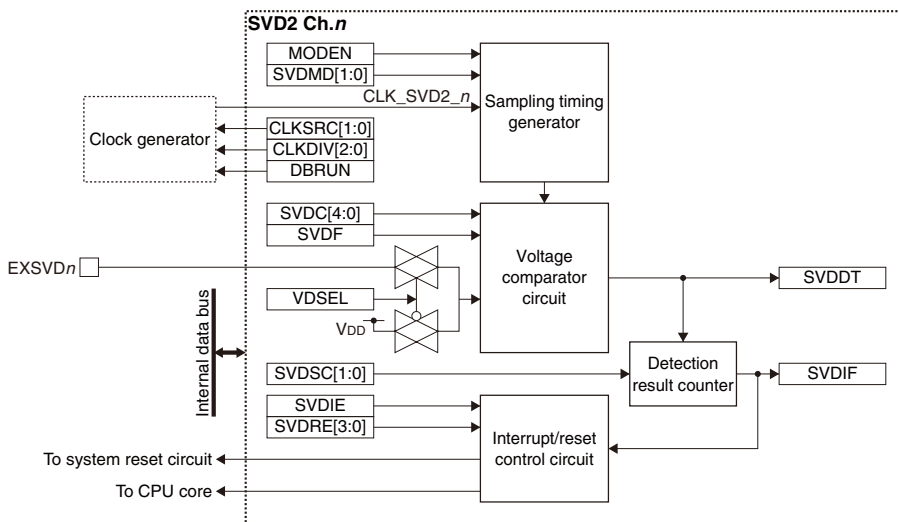 SVD2 Ch.n
MODEN
SVDMD[1:0]
CLK_SVD2_n
Sampling timing
generator
Clock generator
CLKSRC[1:0]
CLKDIV[2:0]
DBRUN
SVDC[4:0]
SVDF
Voltage
comparator
circuit
EXSVDn
SVDDT
VDSEL
VDD
Internal data bus
SVDSC[1:0]
Detection
result counter
SVDIF
SVDIE
SVDRE[3:0]
Interrupt/reset
control circuit
To system reset circuit
To CPU core